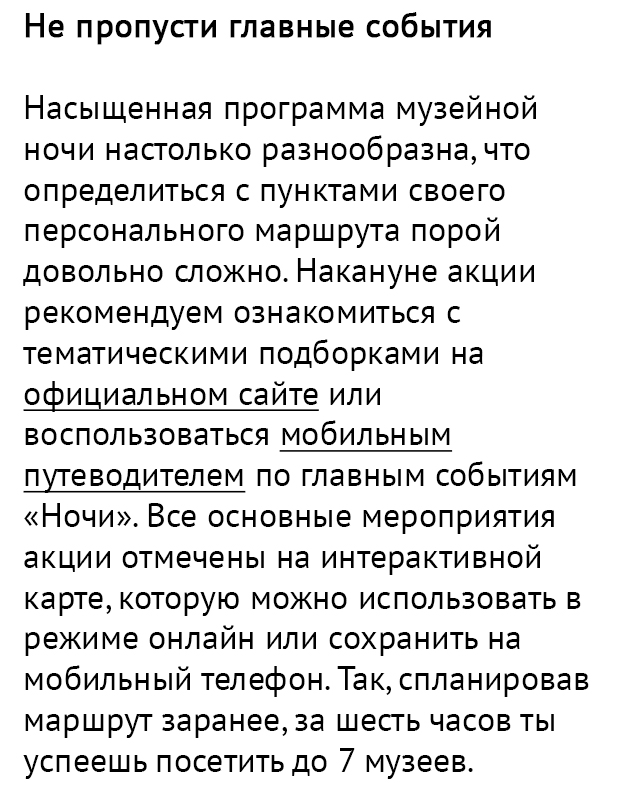 Не пропусти главные события
Насыщенная программа музейной
ночи настолько разнообразна, что
определиться с пунктами своего
персонального маршрута порой
довольно сложно. Накануне акции
рекомендуем ознакомиться с
тематическими подборками на
официальном сайте или
воспользоваться мобильным
путеводителем по главным событиям
«Ночи». Все основные мероприятия
акции отмечены на интерактивной
карте, которую можно использовать в
режиме онлайн или сохранить на
мобильный телефон. Так, спланировав
маршрут заранее, за шесть часов ты
успеешь посетить до 7 музеев.